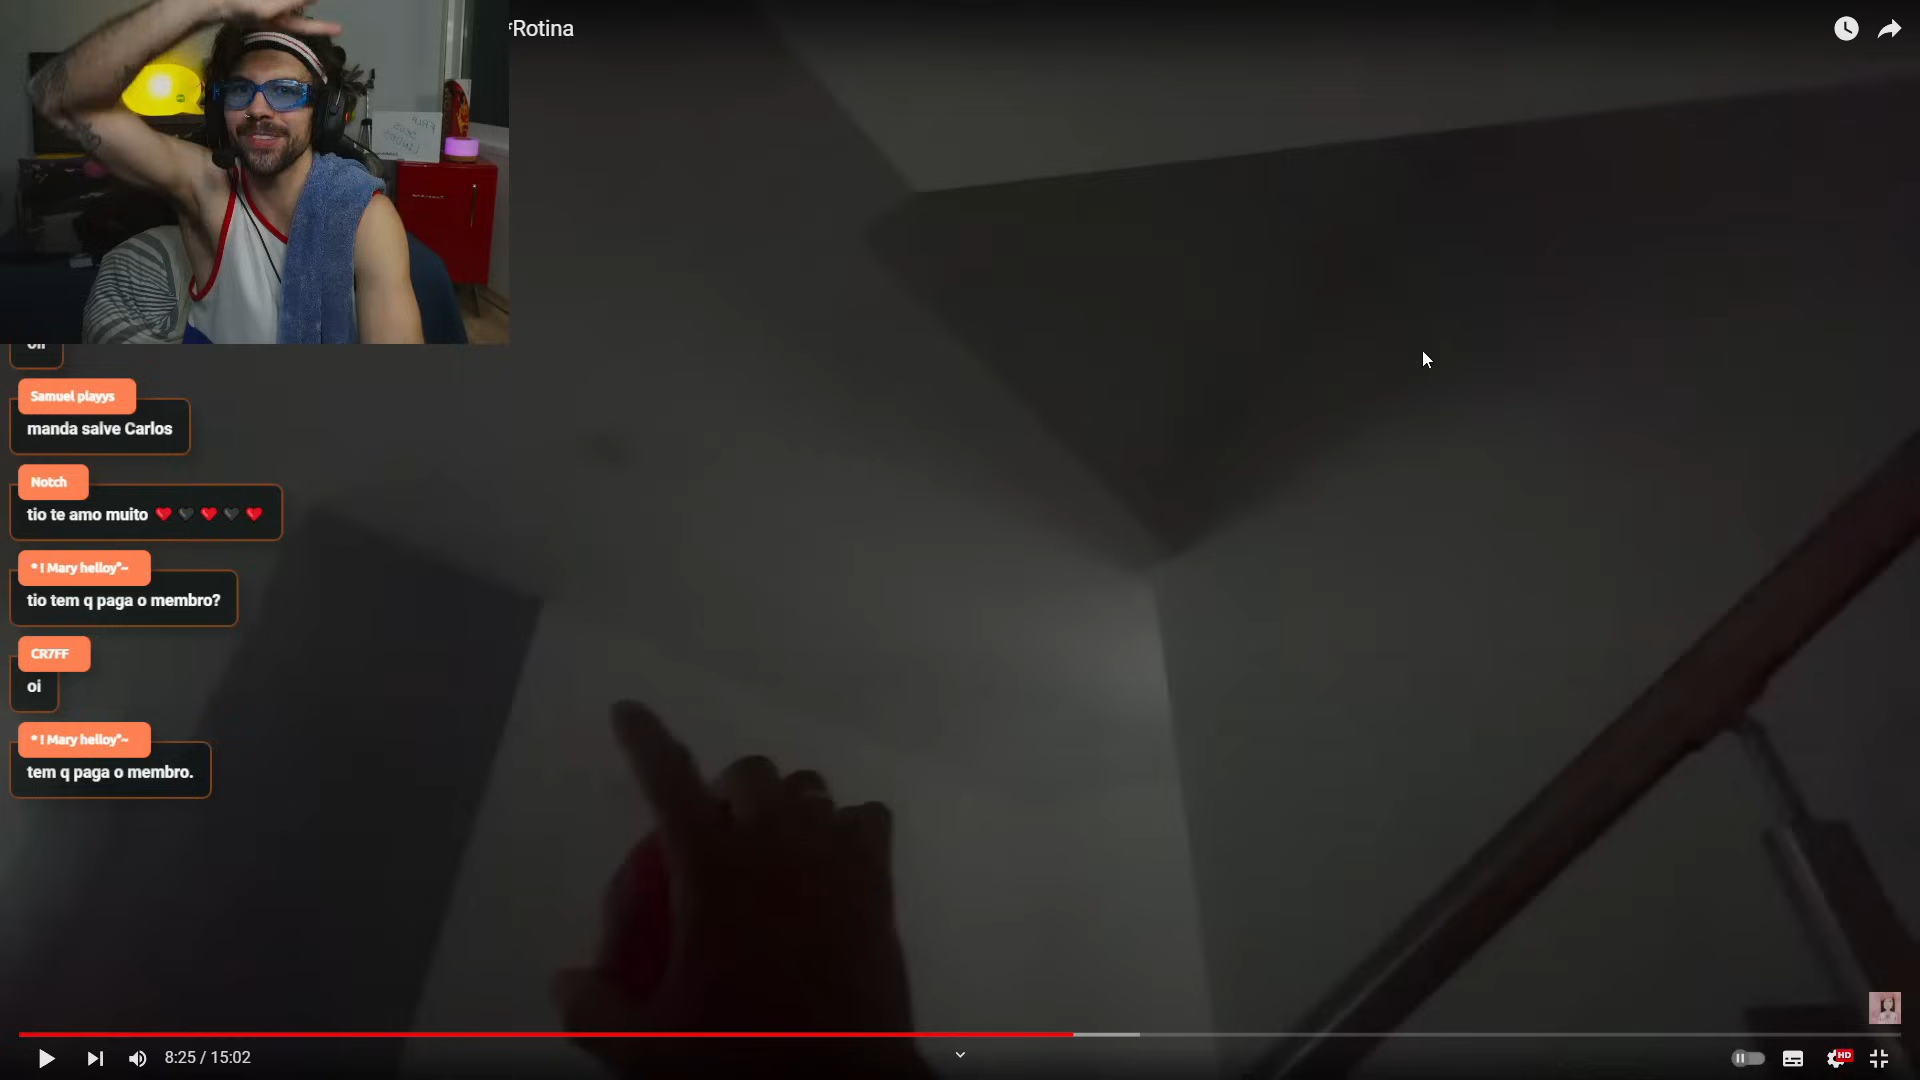 *Rotina
Samuel playys
manda salve Carlos
Notch
tio te amo muito ❤️🖤❤️🖤❤️
* ! Mary helloy°~
tio tem q paga o membro?
CR7FF
oi
* ! Mary helloy°~
tem q paga o membro.
8:25 / 15:02
HD